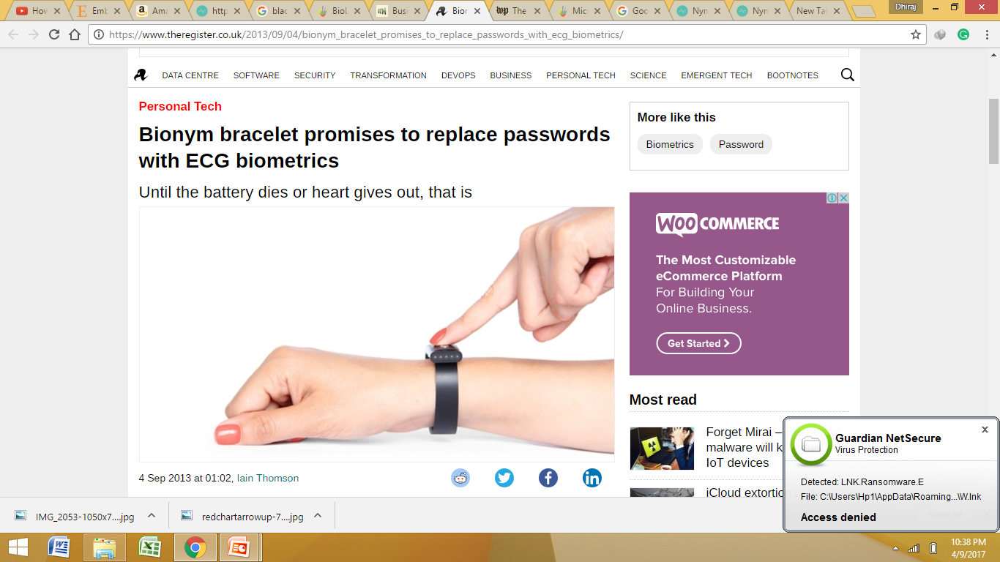 How
Emb
Ama
http
blac
BioL
Busi
Bior
The
Mic
Goo
Nyn
Nyn
New Ta
Dhiraj
https://www.theregister.co.uk/2013/09/04/bionym_bracelet_promises_to_replace_passwords_with_ecg_biometrics/
DATA CENTRE SOFTWARE SECURITY TRANSFORMATION DEVOPS BUSINESS PERSONAL TECH SCIENCE EMERGENT TECH BOOTNOTES
Personal Tech
Bionym bracelet promises to replace passwords
with ECG biometrics
Until the battery dies or heart gives out, that is
4 Sep 2013 at 01:02, Iain Thomson
More like this
Biometrics Password
WOO COMMERCE
The Most Customizable
eCommerce Platform
For Building Your
Online Business.
Get Started
Most read
Forget Mirai –
malware will k
IoT devices
iCloud extortic
Guardian NetSecure
Virus Protection
Detected: LNK.Ransomware.E
File: C:\Users\Hp1\AppData\Roaming...\W.lnk
Access denied
IMG_2053-1050x7....jpg
redchartarrowup-7....jpg
10:38 PM
4/9/2017